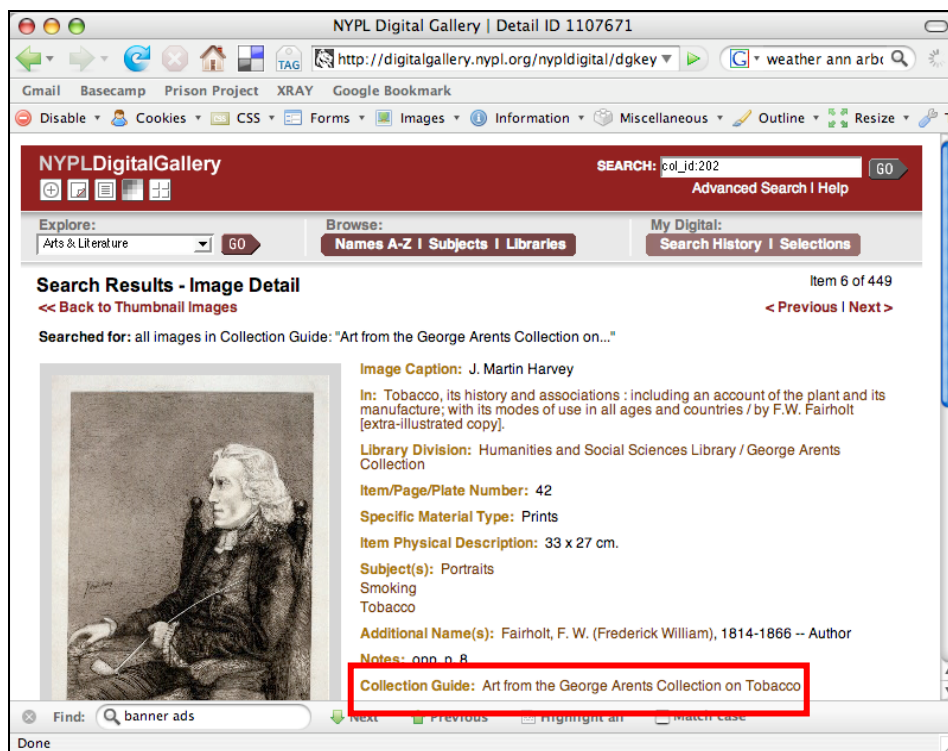 NYPL Digital Gallery | Detail ID 1107671
TAG http://digitalgallery.nypl.org/nypldigital/dgkey G weather ann arbo
Gmail Basecamp Prison Project XRAY Google Bookmark
Disable Cookies CSS Forms Images Information Miscellaneous Outline Resize
NYPLDigitalGallery SEARCH: col_id:202 GO
Advanced Search | Help
Explore: Browse: My Digital:
Arts & Literature GO Names A-Z | Subjects | Libraries Search History | Selections
Search Results - Image Detail Item 6 of 449
<< Back to Thumbnail Images < Previous | Next >
Searched for: all images in Collection Guide: "Art from the George Arents Collection on..."
Image Caption: J. Martin Harvey
In: Tobacco, its history and associations : including an account of the plant and its
manufacture; with its modes of use in all ages and countries / by F.W. Fairholt
[extra-illustrated copy].
Library Division: Humanities and Social Sciences Library / George Arents
Collection
Item/Page/Plate Number: 42
Specific Material Type: Prints
Item Physical Description: 33 x 27 cm.
Subject(s): Portraits
Smoking
Tobacco
Additional Name(s): Fairholt, F. W. (Frederick William), 1814-1866 -- Author
Notes: opp. p. 8
Collection Guide: Art from the George Arents Collection on Tobacco
Find: banner ads Next Previous Highlight all Match case
Done